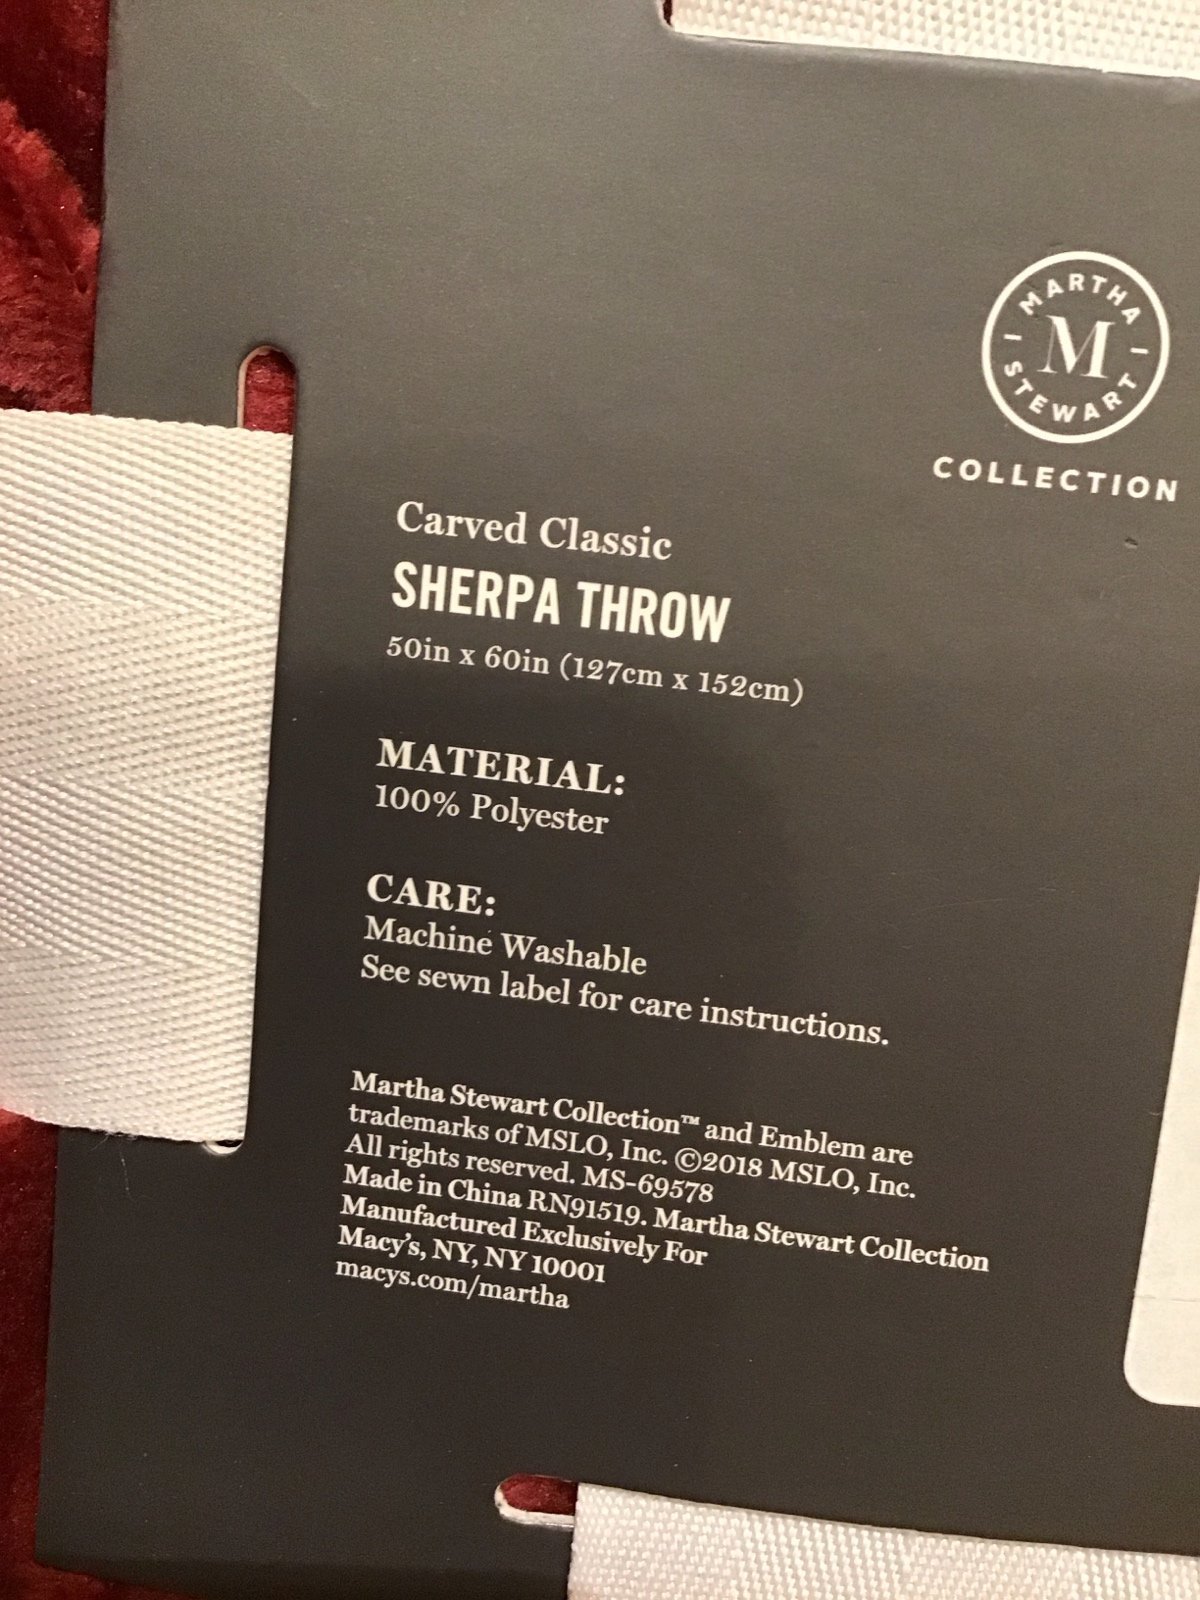 MARTHA
M
STEWART
COLLECTION
Carved Classic
SHERPA THROW
50in x 60in (127cm x 152cm)
MATERIAL:
100% Polyester
CARE:
Machine Washable
See sewn label for care instructions.
Martha Stewart Collection™ and Emblem are
trademarks of MSLO, Inc. ©2018 MSLO, Inc.
All rights reserved. MS-69578
Made in China RN91519. Martha Stewart Collection
Manufactured Exclusively For
Macy's, NY, NY 10001
macys.com/martha